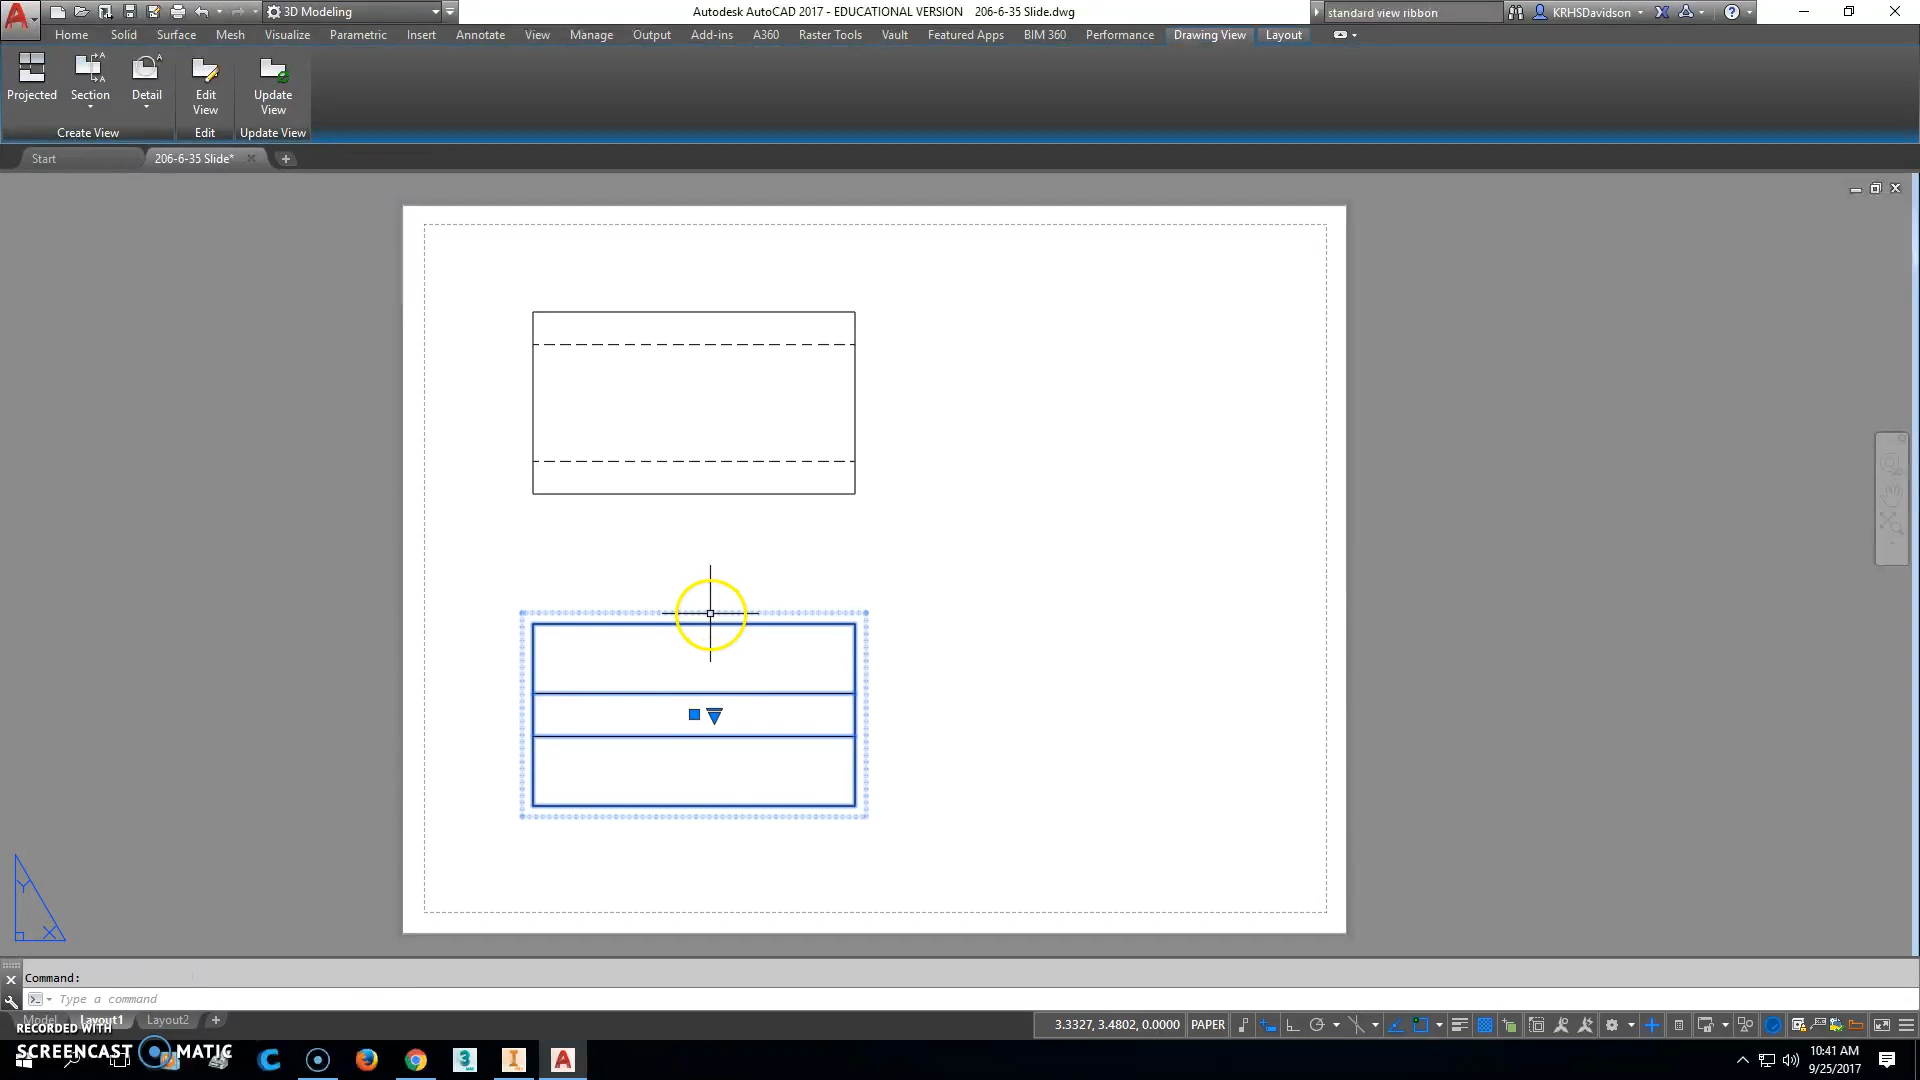 3D Modeling
Autodesk AutoCAD 2017 - EDUCATIONAL VERSION 206-6-35 Slide.dwg
standard view ribbon
KRHSDavidson
Home Solid Surface Mesh Visualize Parametric Insert Annotate View Manage Output Add-ins A360 Raster Tools Vault Featured Apps BIM 360 Performance Drawing View Layout
Projected
Section
Detail
Edit View
Update View
Create View
Edit
Update View
Start
206-6-35 Slide*
Y
X
Command:
Type a command
Model
Layout1
Layout2
3.3327, 3.4802, 0.0000
PAPER
RECORDED WITH
SCREENCAST MATIC
10:41 AM
9/25/2017